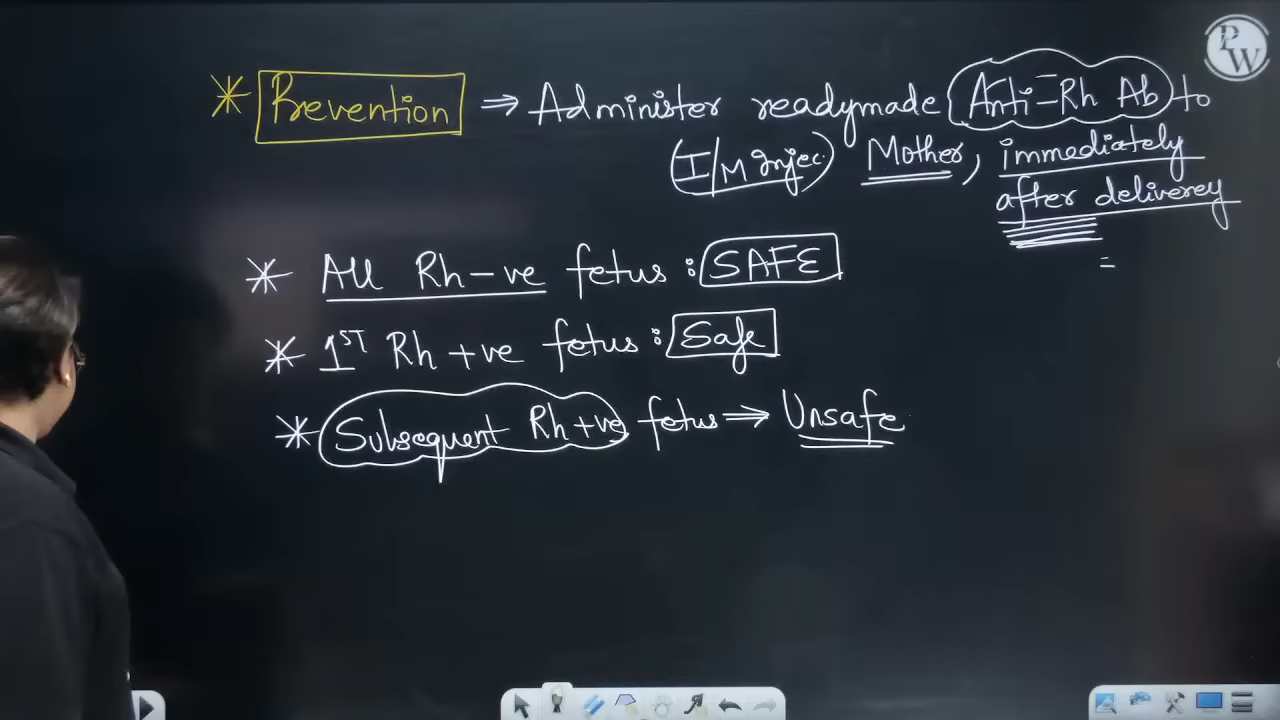 PW
* Prevention ⇒ Administer readymade Anti-Rh Ab to
(I/M Injec.) Mother, immediately
after deliverey
* All Rh-ve fetus : SAFE
* 1ST Rh +ve fetus : Safe
* Subsequent Rh+ve fetus ⇒ Unsafe